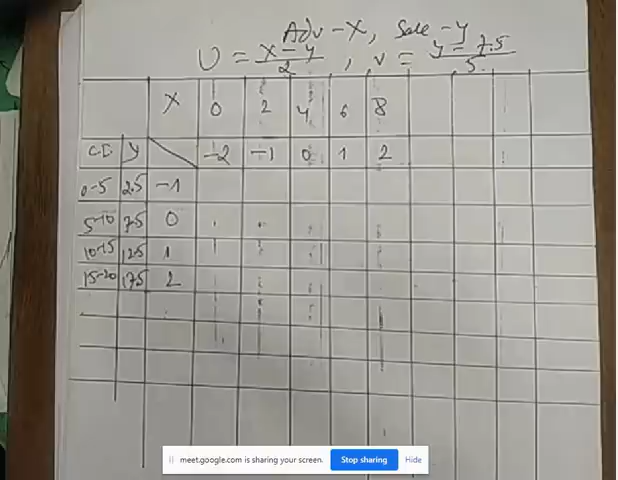 Adv - X, Sale - y
U = x - y / 2 , v = y - 7.5 / 5
X 0 2 4 6 8
C.I y -2 -1 0 1 2
0-5 2.5 -1
5-10 7.5 0
10-15 12.5 1
15-20 17.5 2
meet.google.com is sharing your screen. Stop sharing Hide